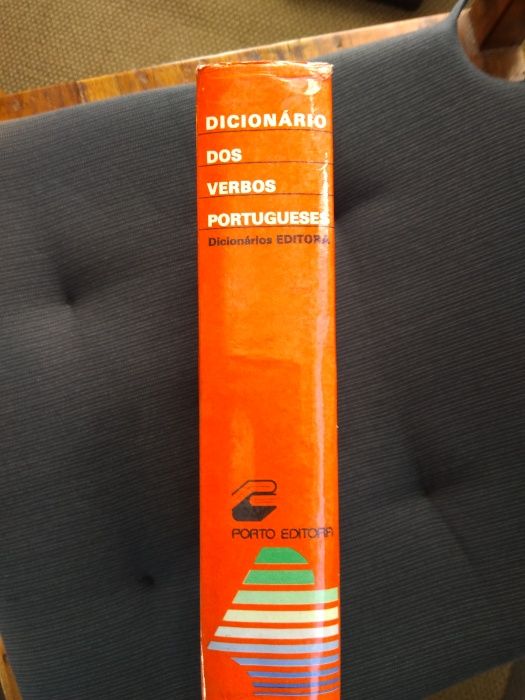 DICIONÁRIO
DOS
VERBOS
PORTUGUESES
Dicionários EDITORA
PORTO EDITORA